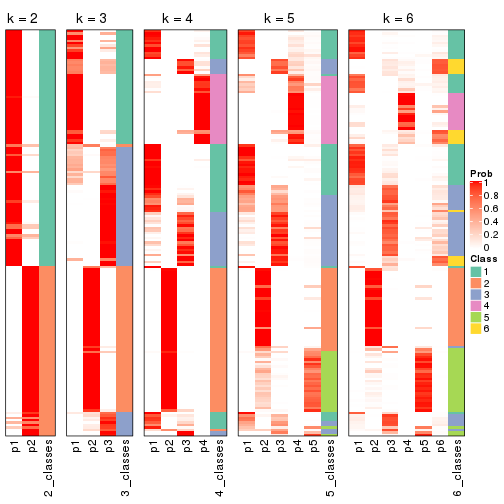 k = 2
k = 3
k = 4
k = 5
k = 6
p1
p2
2_classes
p1
p2
p3
3_classes
p1
p2
p3
p4
4_classes
p1
p2
p3
p4
p5
5_classes
p1
p2
p3
p4
p5
p6
6_classes
Prob
1
0.8
0.6
0.4
0.2
0
Class
1
2
3
4
5
6